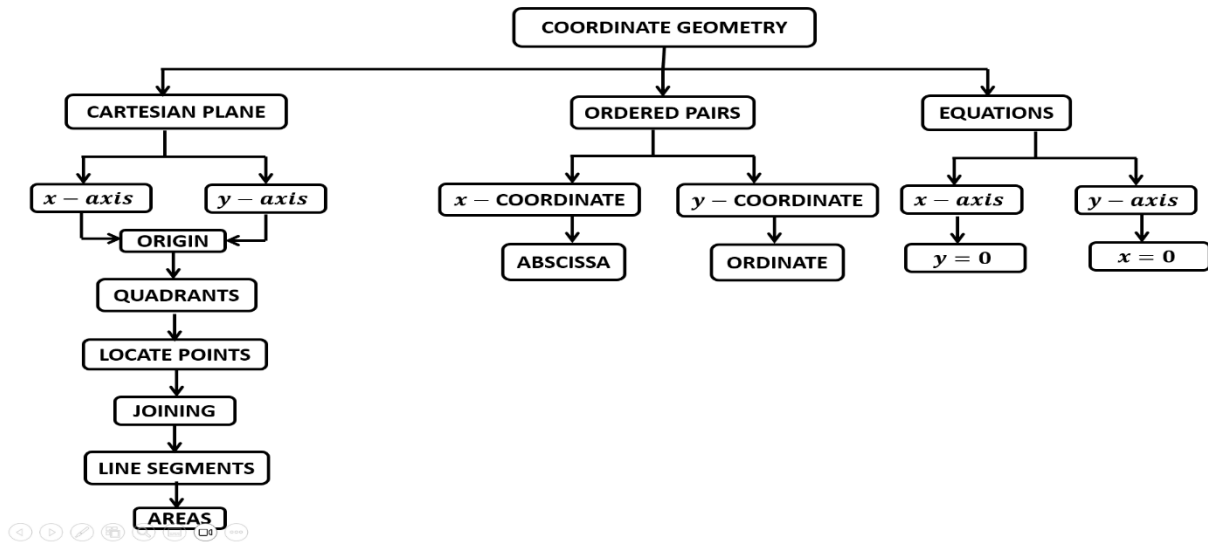 COORDINATE GEOMETRY
CARTESIAN PLANE
ORDERED PAIRS
EQUATIONS
x − axis
y − axis
x − COORDINATE
y − COORDINATE
x − axis
y − axis
ORIGIN
ABSCISSA
ORDINATE
y = 0
x = 0
QUADRANTS
LOCATE POINTS
JOINING
LINE SEGMENTS
AREAS